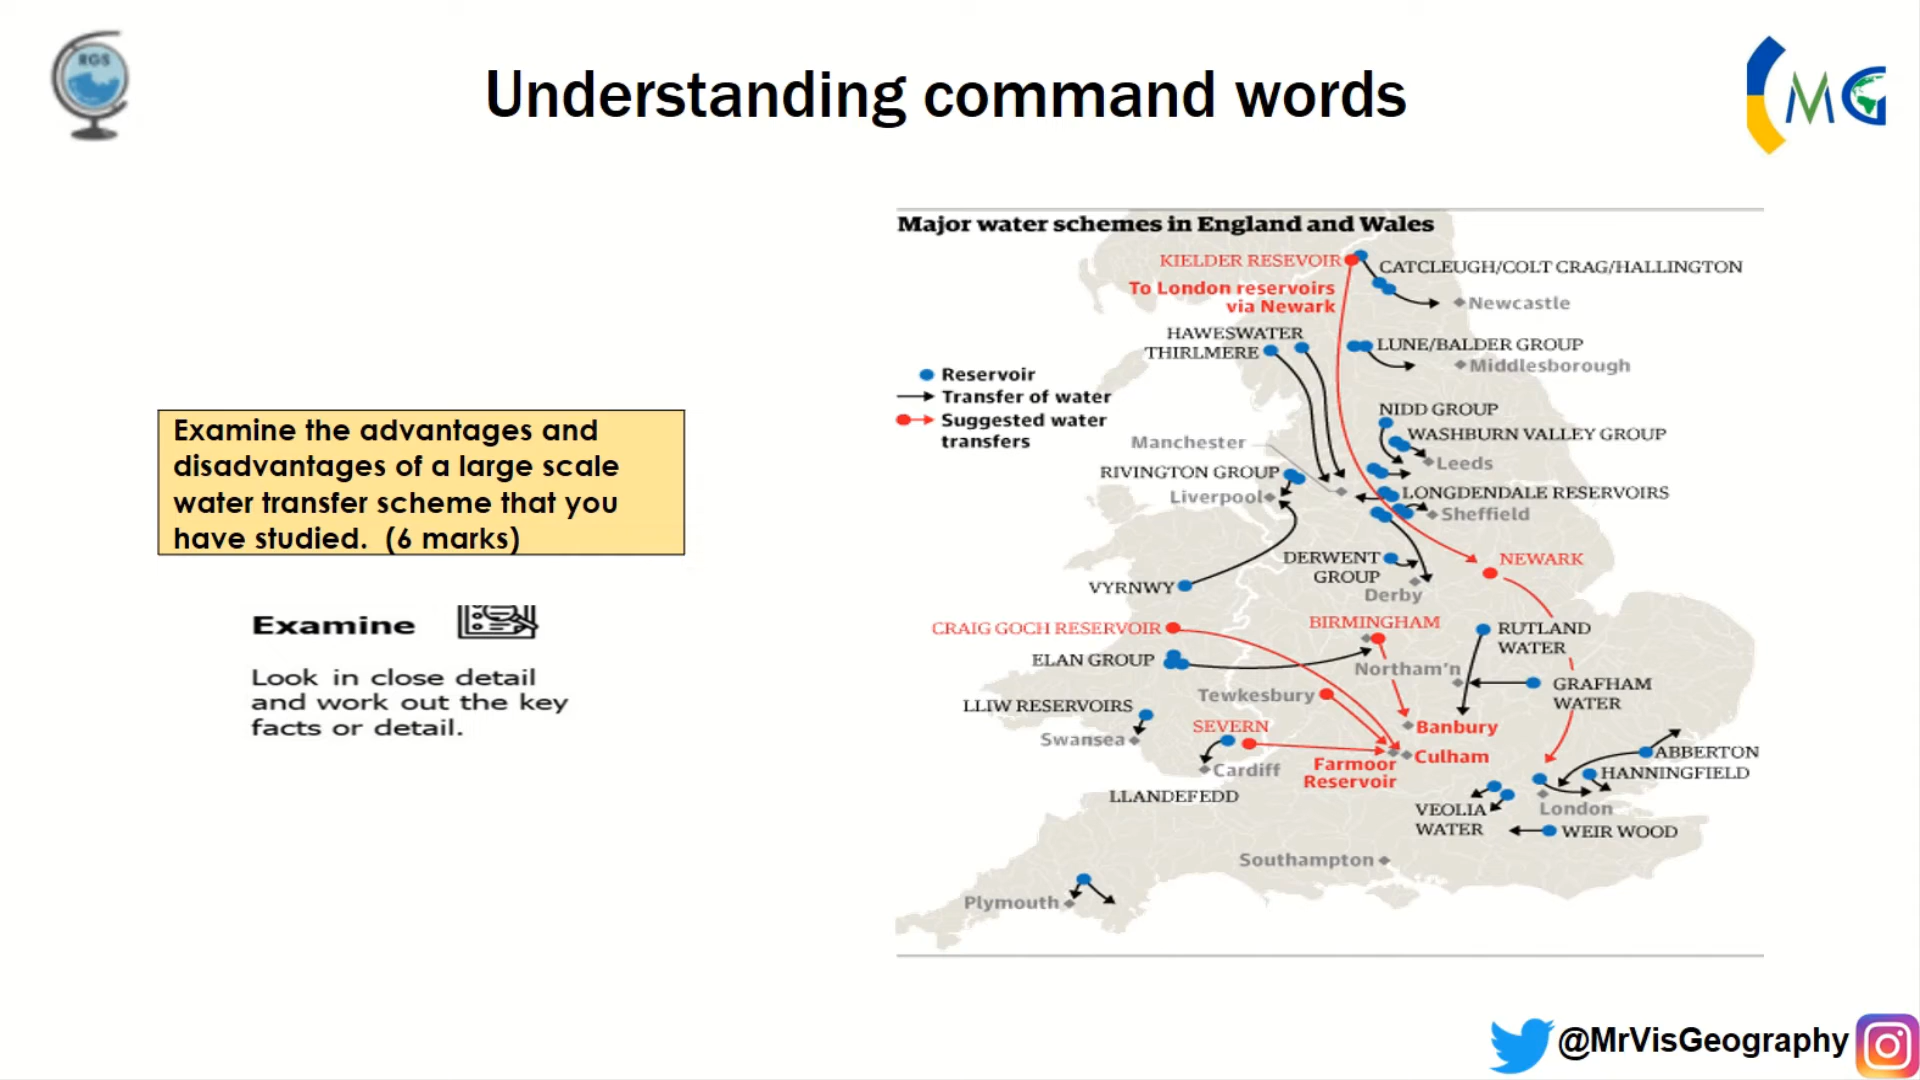 RGS
Understanding command words
MG
Examine the advantages and
disadvantages of a large scale
water transfer scheme that you
have studied. (6 marks)
Examine
Look in close detail
and work out the key
facts or detail.
Major water schemes in England and Wales
KIELDER RESEVOIR
To London reservoirs
via Newark
CATCLEUGH/COLT CRAG/HALLINGTON
Newcastle
HAWESWATER
THIRLMERE
LUNE/BALDER GROUP
Middlesborough
Reservoir
Transfer of water
Suggested water
transfers
NIDD GROUP
WASHBURN VALLEY GROUP
Manchester
Leeds
RIVINGTON GROUP
Liverpool
LONGDENDALE RESERVOIRS
Sheffield
DERWENT
GROUP
Derby
NEWARK
VYRNWY
CRAIG GOCH RESERVOIR
BIRMINGHAM
RUTLAND
WATER
ELAN GROUP
Northam'n
GRAFHAM
WATER
Tewkesbury
LLIW RESERVOIRS
Swansea
SEVERN
Banbury
Culham
Farmoor
Reservoir
Cardiff
LLANDEFEDD
ABBERTON
HANNINGFIELD
London
VEOLIA
WATER
WEIR WOOD
Southampton
Plymouth
@MrVisGeography